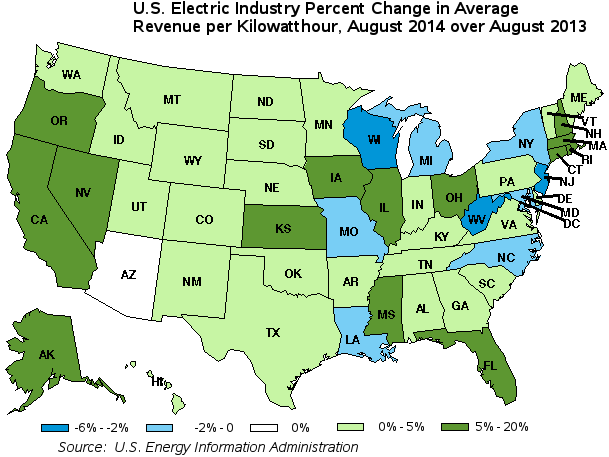 U.S. Electric Industry Percent Change in Average
Revenue per Kilowatthour, August 2014 over August 2013
WA
MT
ND
MN
ME
OR
ID
SD
WI
MI
NY
VT
NH
MA
RI
CT
WY
NV
UT
CO
NE
IA
IL
IN
OH
PA
NJ
DE
MD
DC
CA
KS
MO
KY
WV
VA
NC
TN
AZ
NM
OK
AR
SC
MS
AL
GA
TX
LA
FL
AK
HI
-6% - -2%
-2% - 0
0%
0% - 5%
5% - 20%
Source: U.S. Energy Information Administration